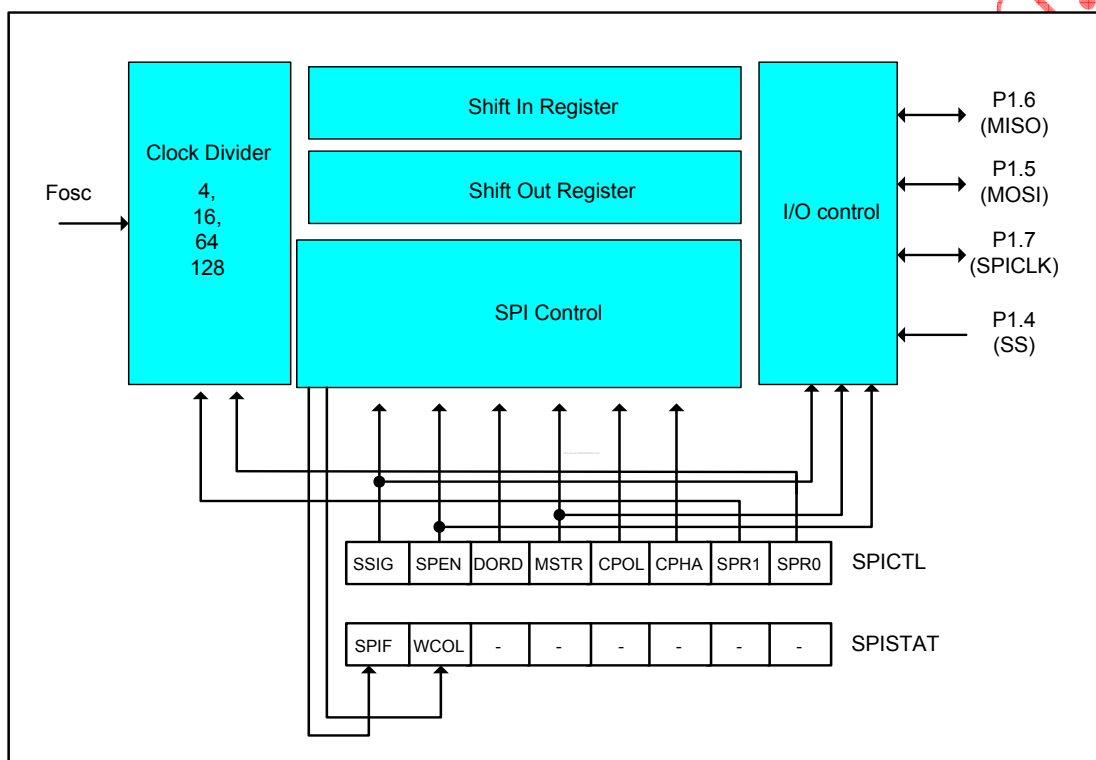 Fosc
Clock Divider
4,
16,
64
128
Shift In Register
Shift Out Register
SPI Control
I/O control
P1.6
(MISO)
P1.5
(MOSI)
P1.7
(SPICLK)
P1.4
(SS)
SSIG SPEN DORD MSTR CPOL CPHA SPR1 SPR0 SPICTL
SPIF WCOL - - - - - - SPISTAT